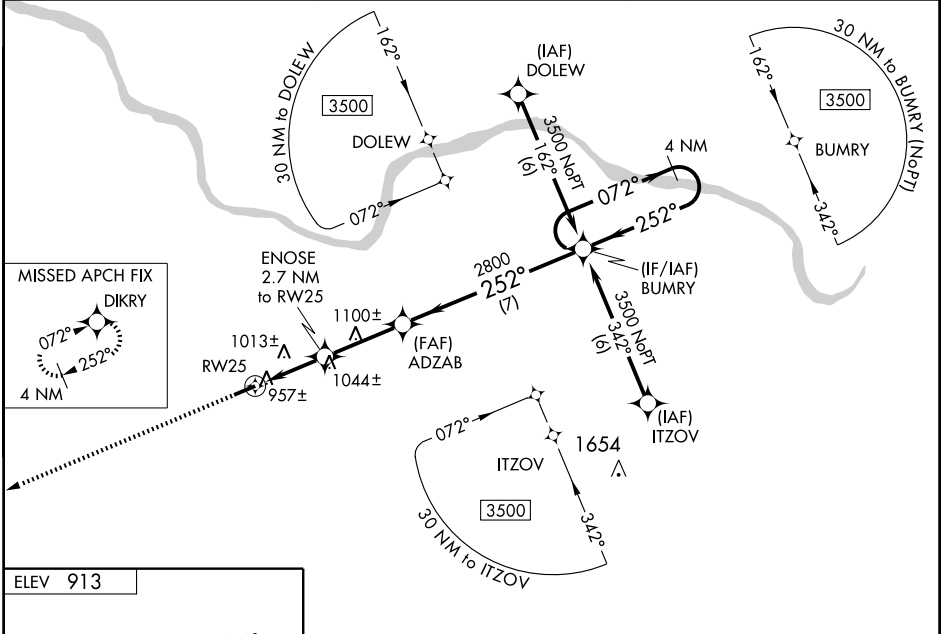 30 NM to DOLEW
162°
3500
DOLEW
072°
(IAF)
DOLEW
3500 NoPT
162°
(6)
4 NM
072°
252°
30 NM to BUMRY (NoPT)
162°
3500
BUMRY
342°
(IF/IAF)
BUMRY
2800
252°
(7)
3500 NoPT
342°
(6)
(IAF)
ITZOV
ENOSE
2.7 NM
to RW25
1100±
(FAF)
ADZAB
1013±
RW25
957±
1044±
MISSED APCH FIX
DIKRY
072°
252°
4 NM
072°
ITZOV
1654
3500
342°
30 NM to ITZOV
ELEV 913